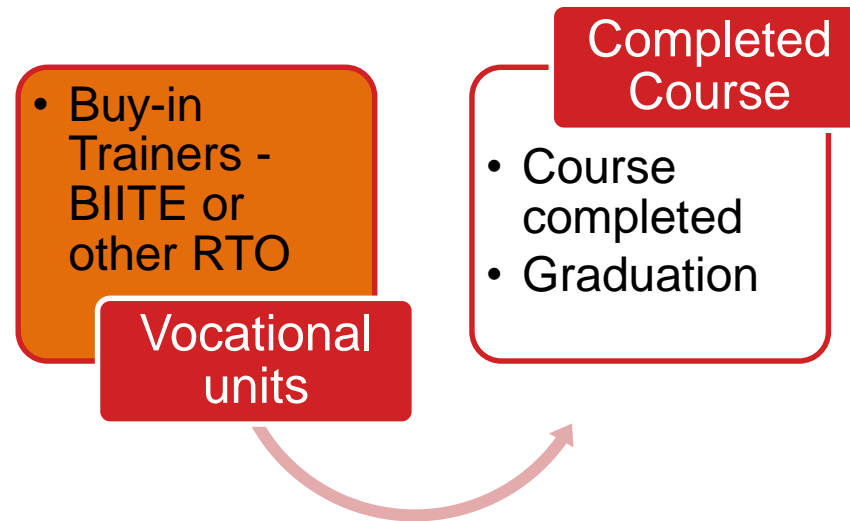 • Buy-in
Trainers -
BIITE or
other RTO
Vocational
units
Completed
Course
• Course
completed
• Graduation